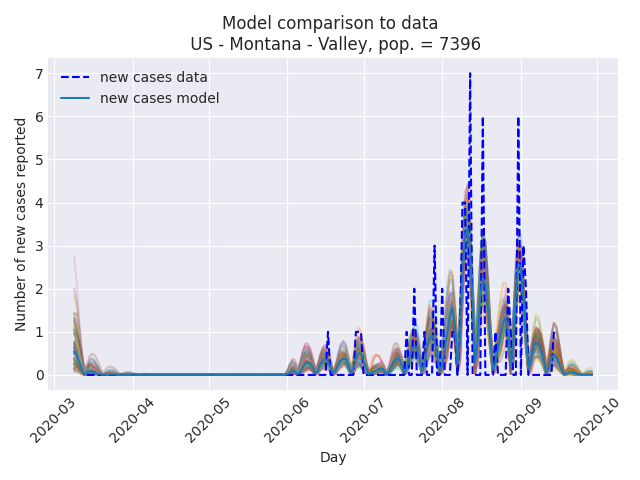 Model comparison to data
US - Montana - Valley, pop. = 7396
new cases data
new cases model
Number of new cases reported
7
6
5
4
3
2
1
0
2020-03
2020-04
2020-05
2020-06
2020-07
2020-08
2020-09
2020-10
Day